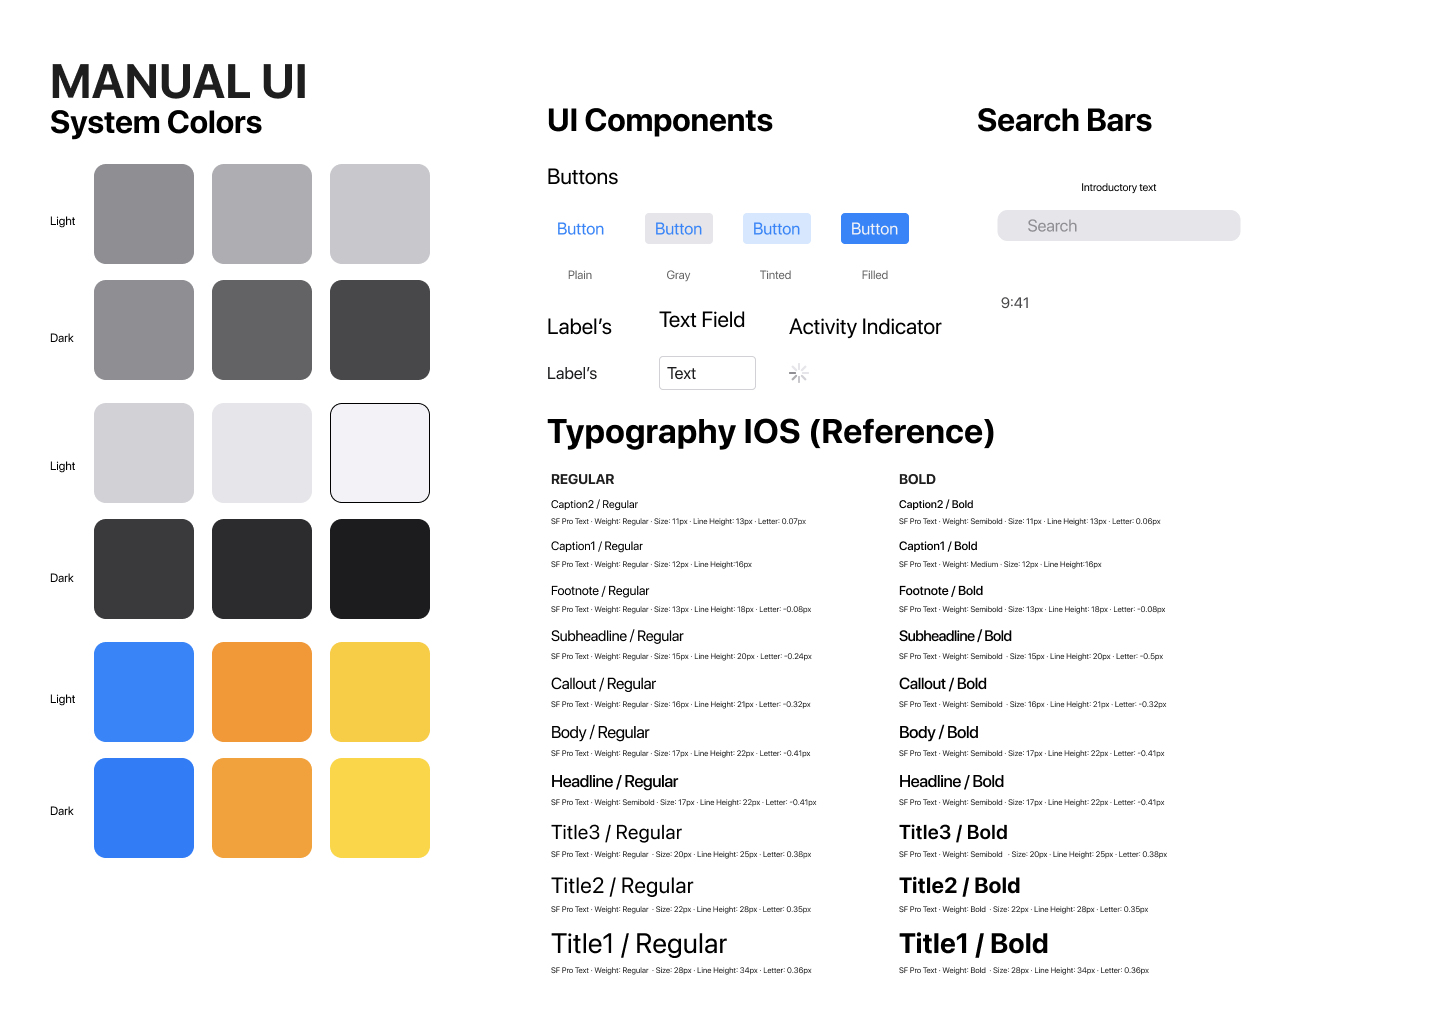 MANUAL UI
System Colors
Light
Dark
Light
Dark
Light
Dark
UI Components
Buttons
Button
Button
Button
Button
Plain
Gray
Tinted
Filled
Label’s
Text Field
Activity Indicator
Label’s
Text
Search Bars
Introductory text
Search
9:41
Typography IOS (Reference)
REGULAR
Caption2 / Regular
SF Pro Text · Weight: Regular · Size: 11px · Line Height: 13px · Letter: 0.07px
Caption1 / Regular
SF Pro Text · Weight: Regular · Size: 12px · Line Height:16px
Footnote / Regular
SF Pro Text · Weight: Regular · Size: 13px · Line Height: 18px · Letter: -0.08px
Subheadline / Regular
SF Pro Text · Weight: Regular · Size: 15px · Line Height: 20px · Letter: -0.24px
Callout / Regular
SF Pro Text · Weight: Regular · Size: 16px · Line Height: 21px · Letter: -0.32px
Body / Regular
SF Pro Text · Weight: Regular · Size: 17px · Line Height: 22px · Letter: -0.41px
Headline / Regular
SF Pro Text · Weight: Semibold · Size: 17px · Line Height: 22px · Letter: -0.41px
Title3 / Regular
SF Pro Text · Weight: Regular · Size: 20px · Line Height: 25px · Letter: 0.38px
Title2 / Regular
SF Pro Text · Weight: Regular · Size: 22px · Line Height: 28px · Letter: 0.35px
Title1 / Regular
SF Pro Text · Weight: Regular · Size: 28px · Line Height: 34px · Letter: 0.36px
BOLD
Caption2 / Bold
SF Pro Text · Weight: Semibold · Size: 11px · Line Height: 13px · Letter: 0.06px
Caption1 / Bold
SF Pro Text · Weight: Medium · Size: 12px · Line Height:16px
Footnote / Bold
SF Pro Text · Weight: Semibold · Size: 13px · Line Height: 18px · Letter: -0.08px
Subheadline / Bold
SF Pro Text · Weight: Semibold · Size: 15px · Line Height: 20px · Letter: -0.5px
Callout / Bold
SF Pro Text · Weight: Semibold · Size: 16px · Line Height: 21px · Letter: -0.32px
Body / Bold
SF Pro Text · Weight: Semibold · Size: 17px · Line Height: 22px · Letter: -0.41px
Headline / Bold
SF Pro Text · Weight: Semibold · Size: 17px · Line Height: 22px · Letter: -0.41px
Title3 / Bold
SF Pro Text · Weight: Semibold · Size: 20px · Line Height: 25px · Letter: 0.38px
Title2 / Bold
SF Pro Text · Weight: Bold · Size: 22px · Line Height: 28px · Letter: 0.35px
Title1 / Bold
SF Pro Text · Weight: Bold · Size: 28px · Line Height: 34px · Letter: 0.36px